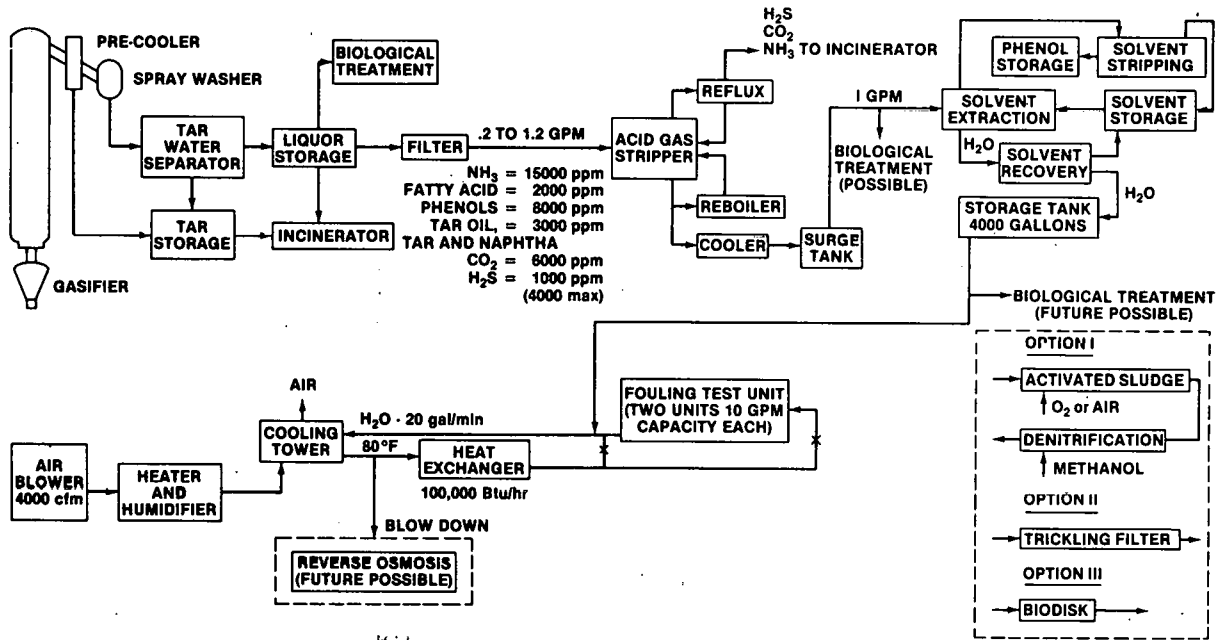 PRE-COOLER
SPRAY WASHER
GASIFIER
TAR
WATER
SEPARATOR
TAR
STORAGE
BIOLOGICAL
TREATMENT
LIQUOR
STORAGE
INCINERATOR
FILTER
.2 TO 1.2 GPM
NH3 = 15000 ppm
FATTY ACID = 2000 ppm
PHENOLS = 8000 ppm
TAR OIL, = 3000 ppm
TAR AND NAPHTHA
CO2 = 6000 ppm
H2S = 1000 ppm
(4000 max)
ACID GAS
STRIPPER
H2S
CO2
NH3 TO INCINERATOR
REFLUX
REBOILER
COOLER
SURGE
TANK
1 GPM
BIOLOGICAL
TREATMENT
(POSSIBLE)
PHENOL
STORAGE
SOLVENT
STRIPPING
SOLVENT
EXTRACTION
SOLVENT
STORAGE
H2O
SOLVENT
RECOVERY
H2O
STORAGE TANK
4000 GALLONS
BIOLOGICAL TREATMENT
(FUTURE POSSIBLE)
OPTION I
ACTIVATED SLUDGE
O2 or AIR
DENITRIFICATION
METHANOL
OPTION II
TRICKLING FILTER
OPTION III
BIODISK
AIR
BLOWER
4000 cfm
HEATER
AND
HUMIDIFIER
AIR
COOLING
TOWER
H2O - 20 gal/min
80°F
HEAT
EXCHANGER
100,000 Btu/hr
FOULING TEST UNIT
(TWO UNITS 10 GPM
CAPACITY EACH)
BLOW DOWN
REVERSE OSMOSIS
(FUTURE POSSIBLE)